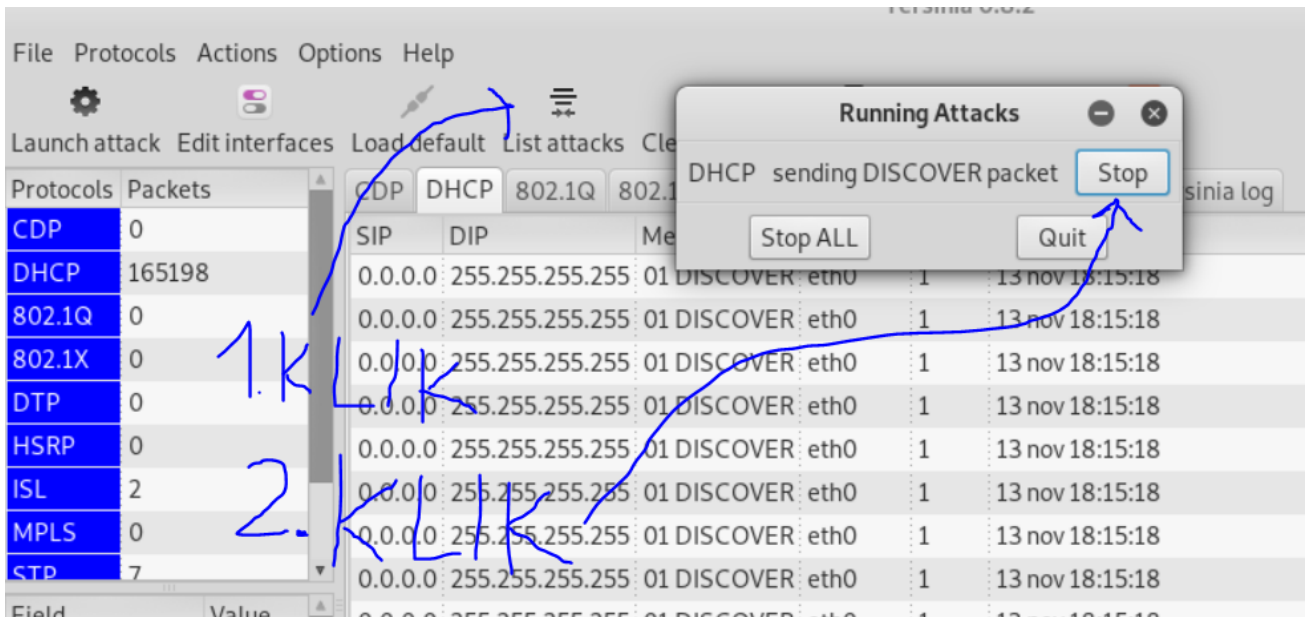 File Protocols Actions Options Help
Launch attack Edit interfaces Load default List attacks Cle
Running Attacks
DHCP sending DISCOVER packet Stop
Stop ALL Quit
Protocols Packets
CDP 0
DHCP 165198
802.1Q 0
802.1X 0
DTP 0
HSRP 0
ISL 2
MPLS 0
STP 7
Field Value
CDP DHCP 802.1Q 802.1 sinia log
SIP DIP Me
0.0.0.0 255.255.255.255 01 DISCOVER eth0 1 13 nov 18:15:18
0.0.0.0 255.255.255.255 01 DISCOVER eth0 1 13 nov 18:15:18
0.0.0.0 255.255.255.255 01 DISCOVER eth0 1 13 nov 18:15:18
0.0.0.0 255.255.255.255 01 DISCOVER eth0 1 13 nov 18:15:18
0.0.0.0 255.255.255.255 01 DISCOVER eth0 1 13 nov 18:15:18
0.0.0.0 255.255.255.255 01 DISCOVER eth0 1 13 nov 18:15:18
0.0.0.0 255.255.255.255 01 DISCOVER eth0 1 13 nov 18:15:18
0.0.0.0 255.255.255.255 01 DISCOVER eth0 1 13 nov 18:15:18
1. KLIK
2. KLIK